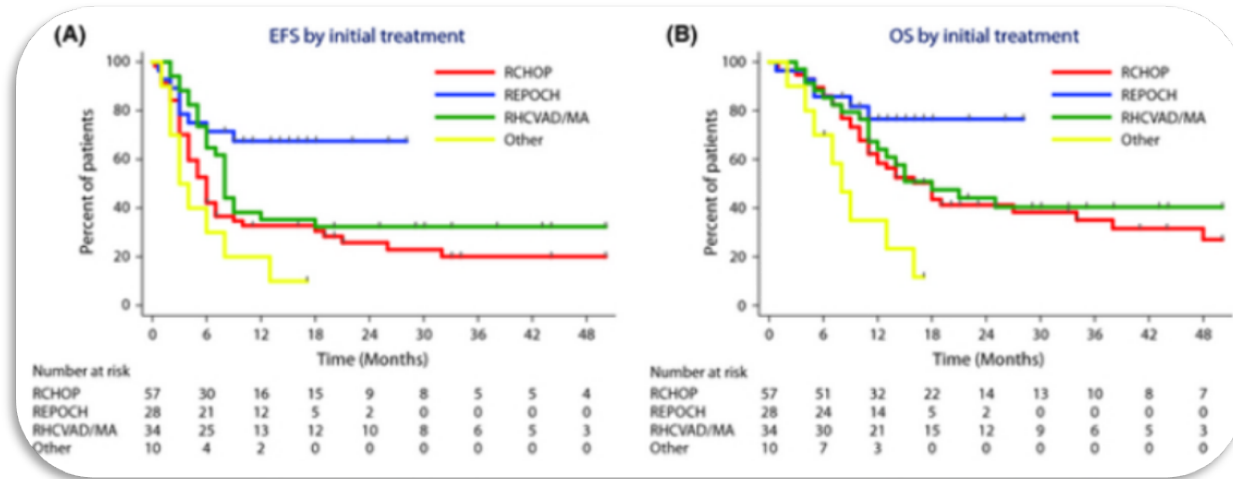 (A) EFS by initial treatment
RCHOP
REPOCH
RHCVAD/MA
Other
Percent of patients
100
80
60
40
20
0
0 6 12 18 24 30 36 42 48
Time (Months)
Number at risk
RCHOP 57 30 16 15 9 8 5 5 4
REPOCH 28 21 12 5 2 0 0 0 0
RHCVAD/MA 34 25 13 12 10 8 6 5 3
Other 10 4 2 0 0 0 0 0 0
(B) OS by initial treatment
RCHOP
REPOCH
RHCVAD/MA
Other
Percent of patients
100
80
60
40
20
0
0 6 12 18 24 30 36 42 48
Time (Months)
Number at risk
RCHOP 57 51 32 22 14 13 10 8 7
REPOCH 28 24 14 5 2 0 0 0 0
RHCVAD/MA 34 30 21 15 12 9 6 5 3
Other 10 7 3 0 0 0 0 0 0